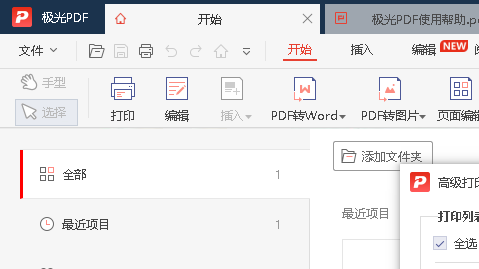 极光PDF
开始
极光PDF使用帮助.p
文件
开始
插入
编辑
NEW
手型
选择
打印
编辑
插入
PDF转Word
PDF转图片
页面编
全部 1
添加文件夹
高级打
最近项目 1
最近项目
打印列
全选